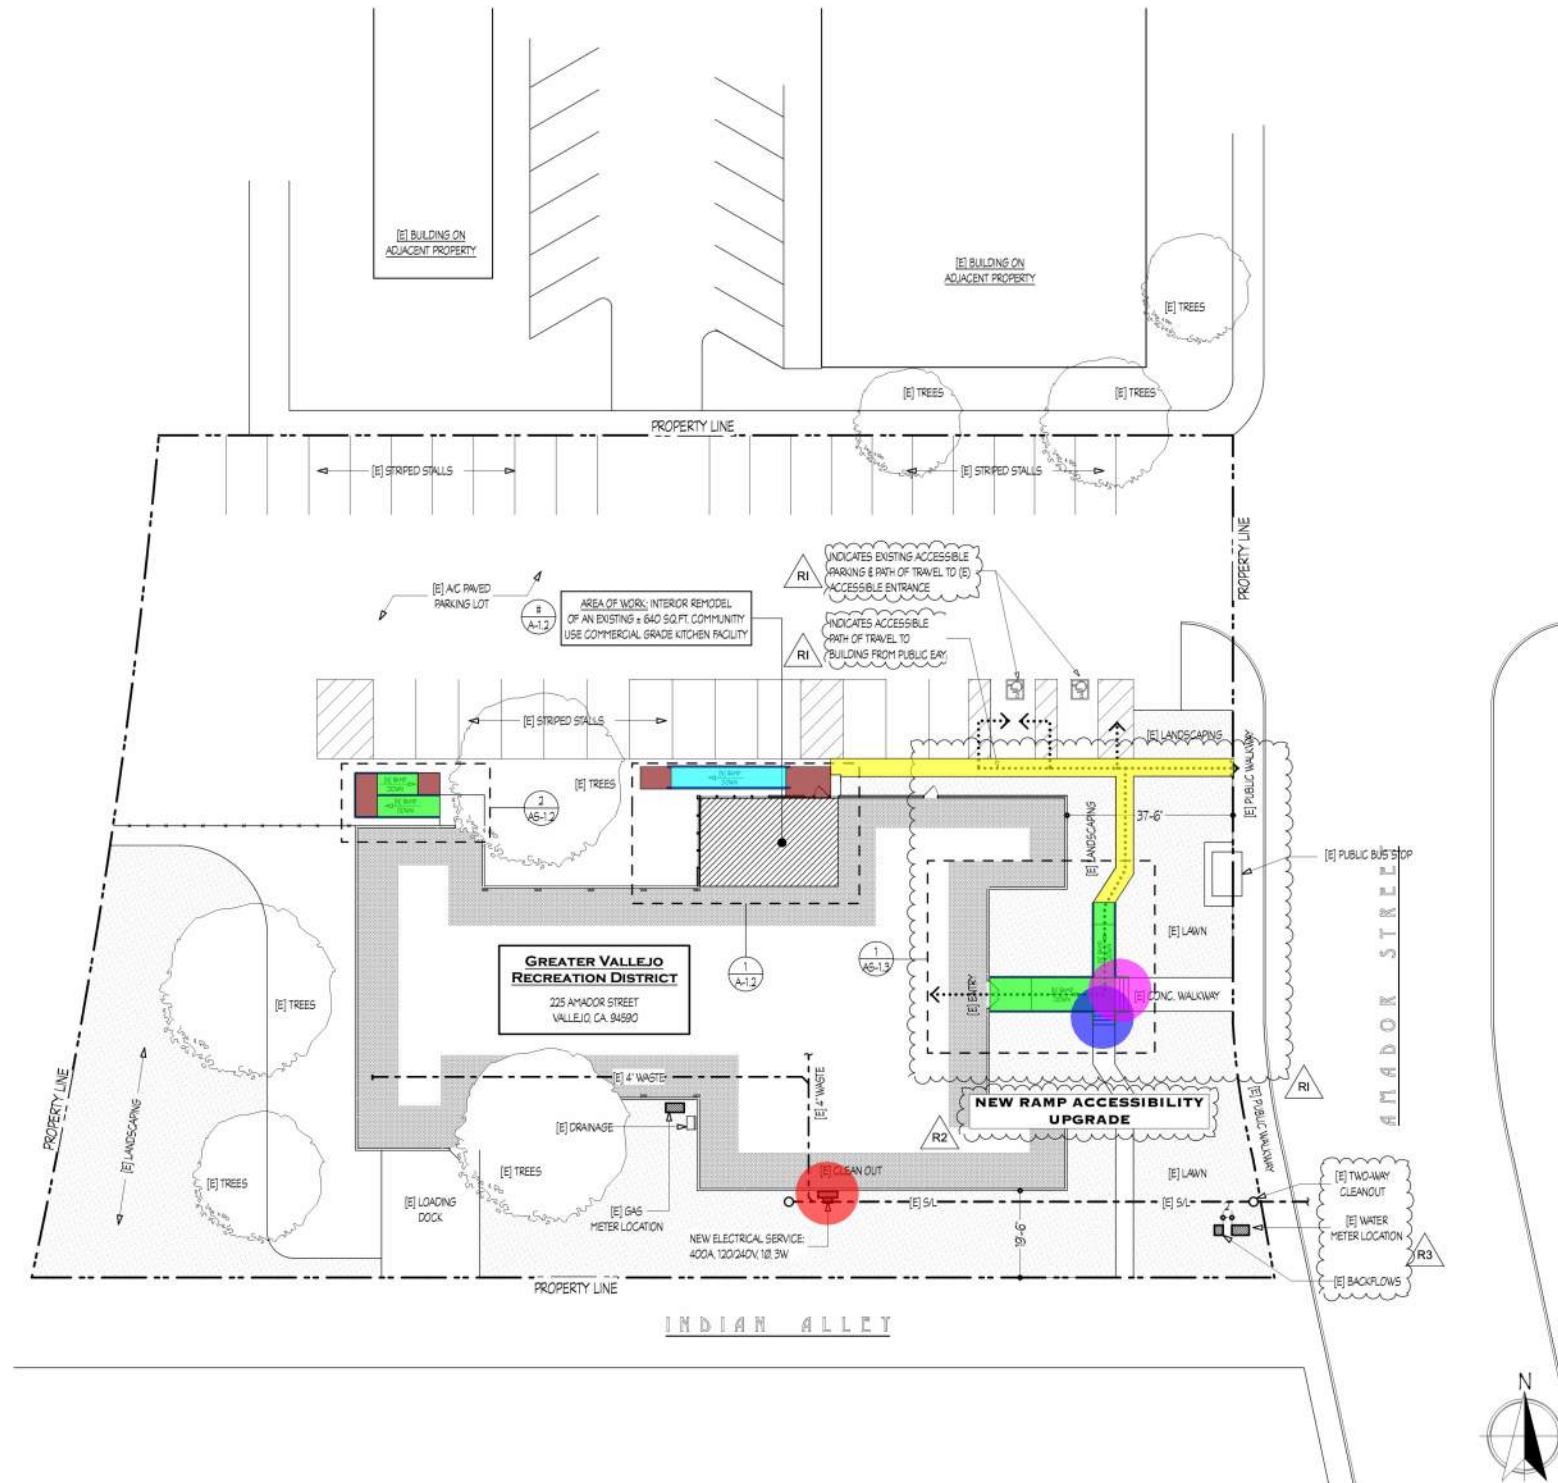 [E] BUILDING ON
ADJACENT PROPERTY
[E] BUILDING ON
ADJACENT PROPERTY
[E] TREES
[E] TREES
[E] TREES
PROPERTY LINE
[E] STRIPED STALLS
[E] STRIPED STALLS
PROPERTY LINE
[E] A/C PAVED
PARKING LOT
#
A-1.2
AREA OF WORK: INTERIOR REMODEL
OF AN EXISTING ± 640 SQ.FT. COMMUNITY
USE COMMERCIAL GRADE KITCHEN FACILITY
R1
INDICATES EXISTING ACCESSIBLE
PARKING & PATH OF TRAVEL TO (E)
ACCESSIBLE ENTRANCE
R1
INDICATES ACCESSIBLE
PATH OF TRAVEL TO
BUILDING FROM PUBLIC EAY
[E] STRIPED STALLS
[E] LANDSCAPING
[E] PUBLIC WALKWAY
[E] RAMP
DOWN
[E] RAMP
DOWN
[E] TREES
[E] RAMP
DOWN
2
AS-1.2
[E] LANDSCAPING
37'-6"
[E] PUBLIC BUS STOP
AMADOR STREET
[E] LAWN
GREATER VALLEJO
RECREATION DISTRICT
225 AMADOR STREET
VALLEJO, CA. 94590
1
A-1.2
1
AS-1.3
[E] ENTRY
DOWN
[E] CONC. WALKWAY
[E] TREES
[E] 4" WASTE
[E] 4" WASTE
R1
NEW RAMP ACCESSIBILITY
UPGRADE
R2
[E] PUBLIC WALKWAY
PROPERTY LINE
[E] LANDSCAPING
[E] DRAINAGE
[E] TREES
[E] TREES
[E] CLEAN OUT
[E] LAWN
[E] LOADING
DOCK
[E] GAS
METER LOCATION
[E] S/L
[E] S/L
[E] TWO-WAY
CLEANOUT
[E] WATER
METER LOCATION
R3
[E] BACKFLOWS
NEW ELECTRICAL SERVICE:
400A, 120/240V, 1Ø, 3W
19'-6"
PROPERTY LINE
INDIAN ALLEY
N